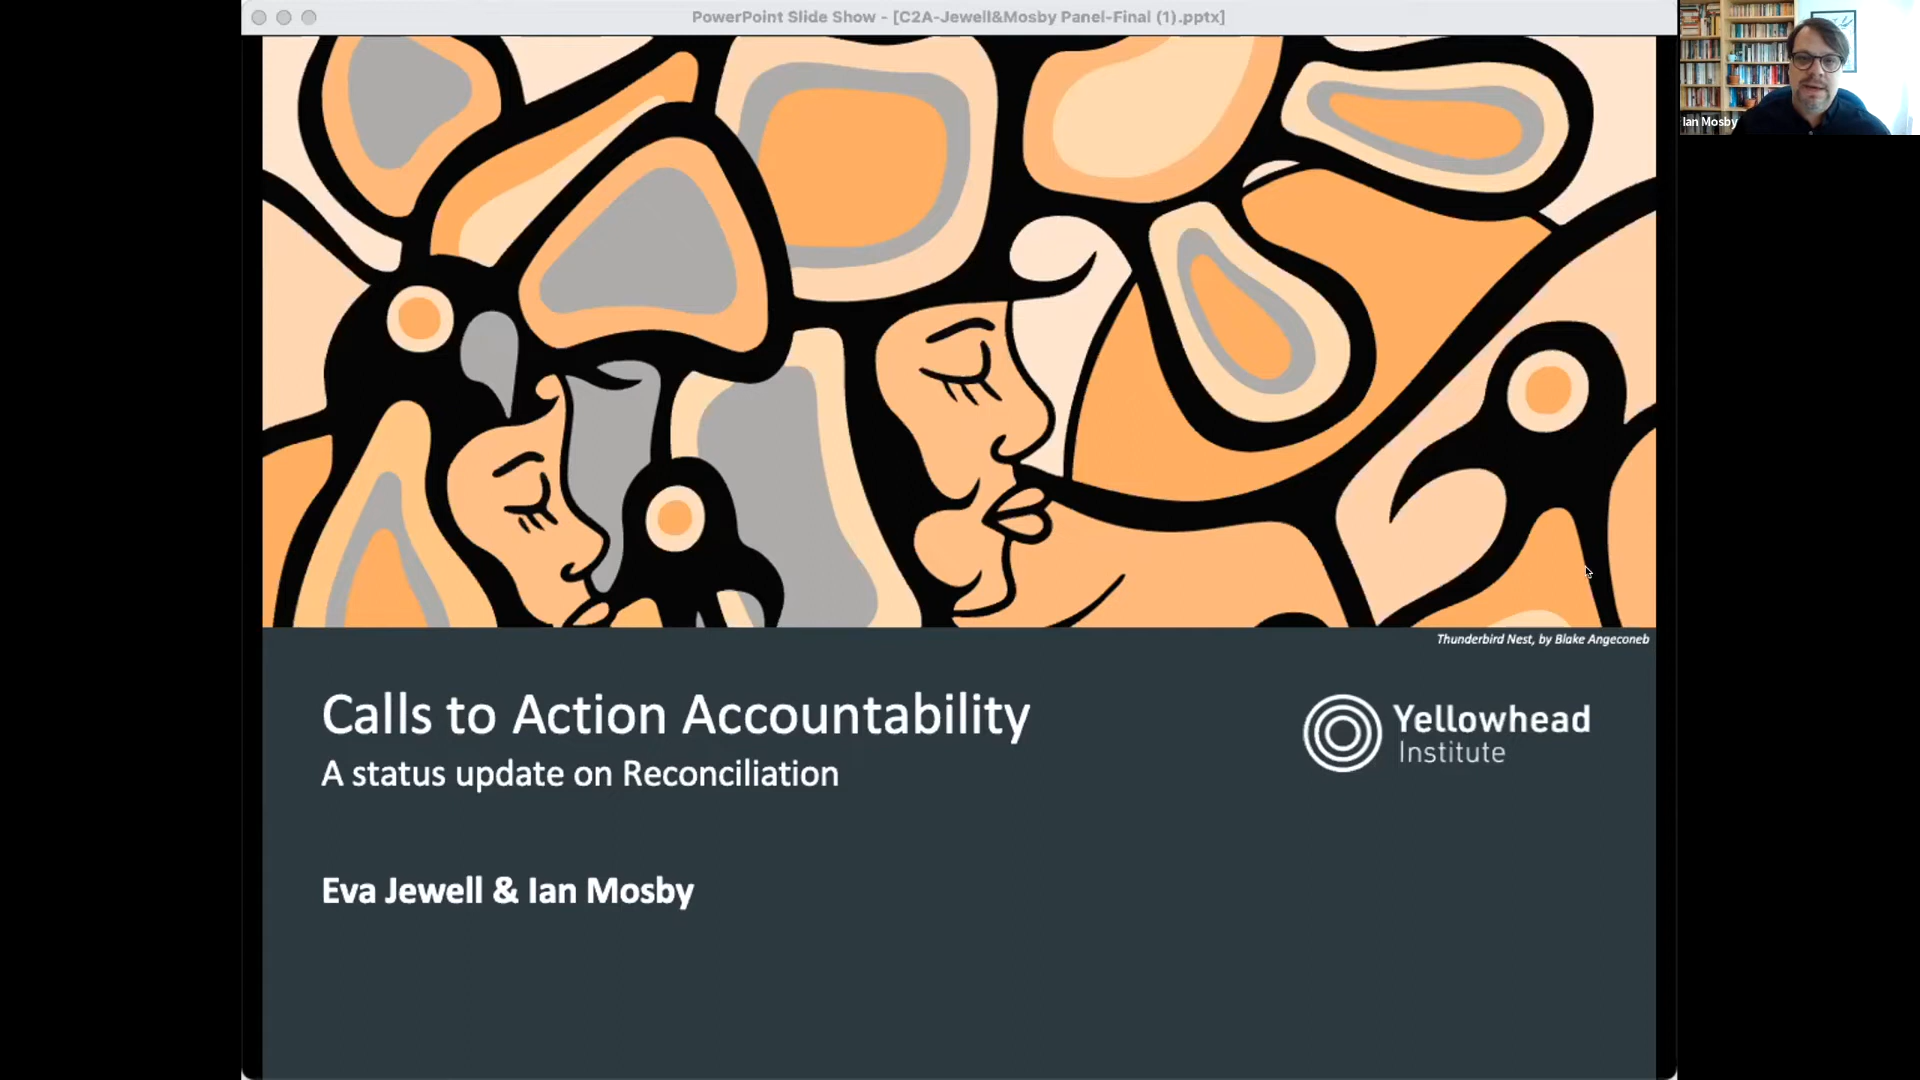 PowerPoint Slide Show - [C2A-Jewell&Mosby Panel-Final (1).pptx]
Ian Mosby
Thunderbird Nest, by Blake Angeconeb
Calls to Action Accountability
A status update on Reconciliation
Yellowhead
Institute
Eva Jewell & Ian Mosby